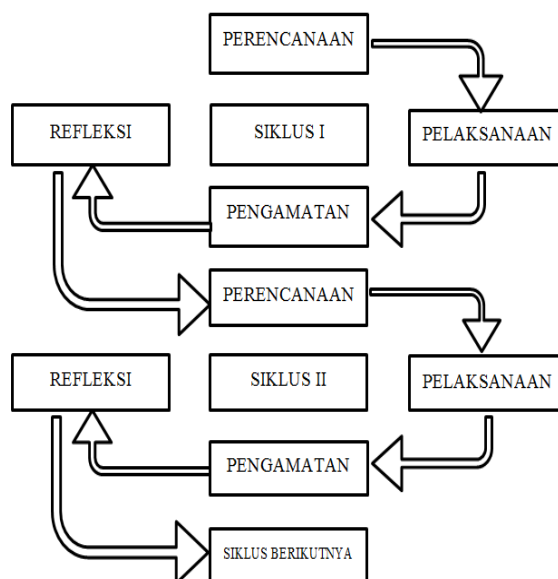 PERENCANAAN
REFLEKSI
SIKLUS I
PELAKSANAAN
PENGAMATAN
PERENCANAAN
REFLEKSI
SIKLUS II
PELAKSANAAN
PENGAMATAN
SIKLUS BERIKUTNYA